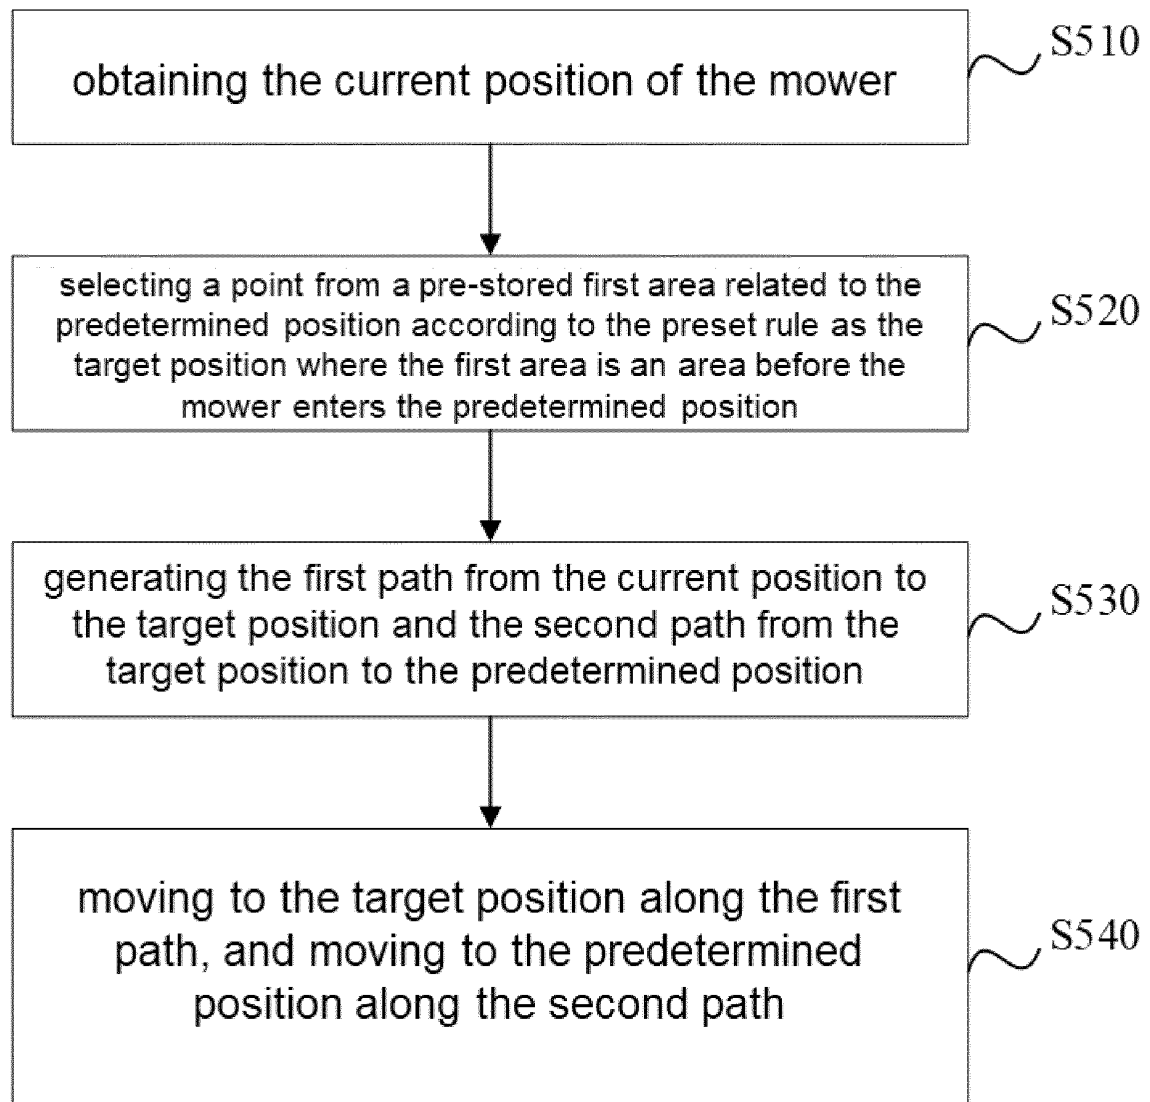 obtaining the current position of the mower
S510
selecting a point from a pre-stored first area related to the
predetermined position according to the preset rule as the
target position where the first area is an area before the
mower enters the predetermined position
S520
generating the first path from the current position to
the target position and the second path from the
target position to the predetermined position
S530
moving to the target position along the first
path, and moving to the predetermined
position along the second path
S540